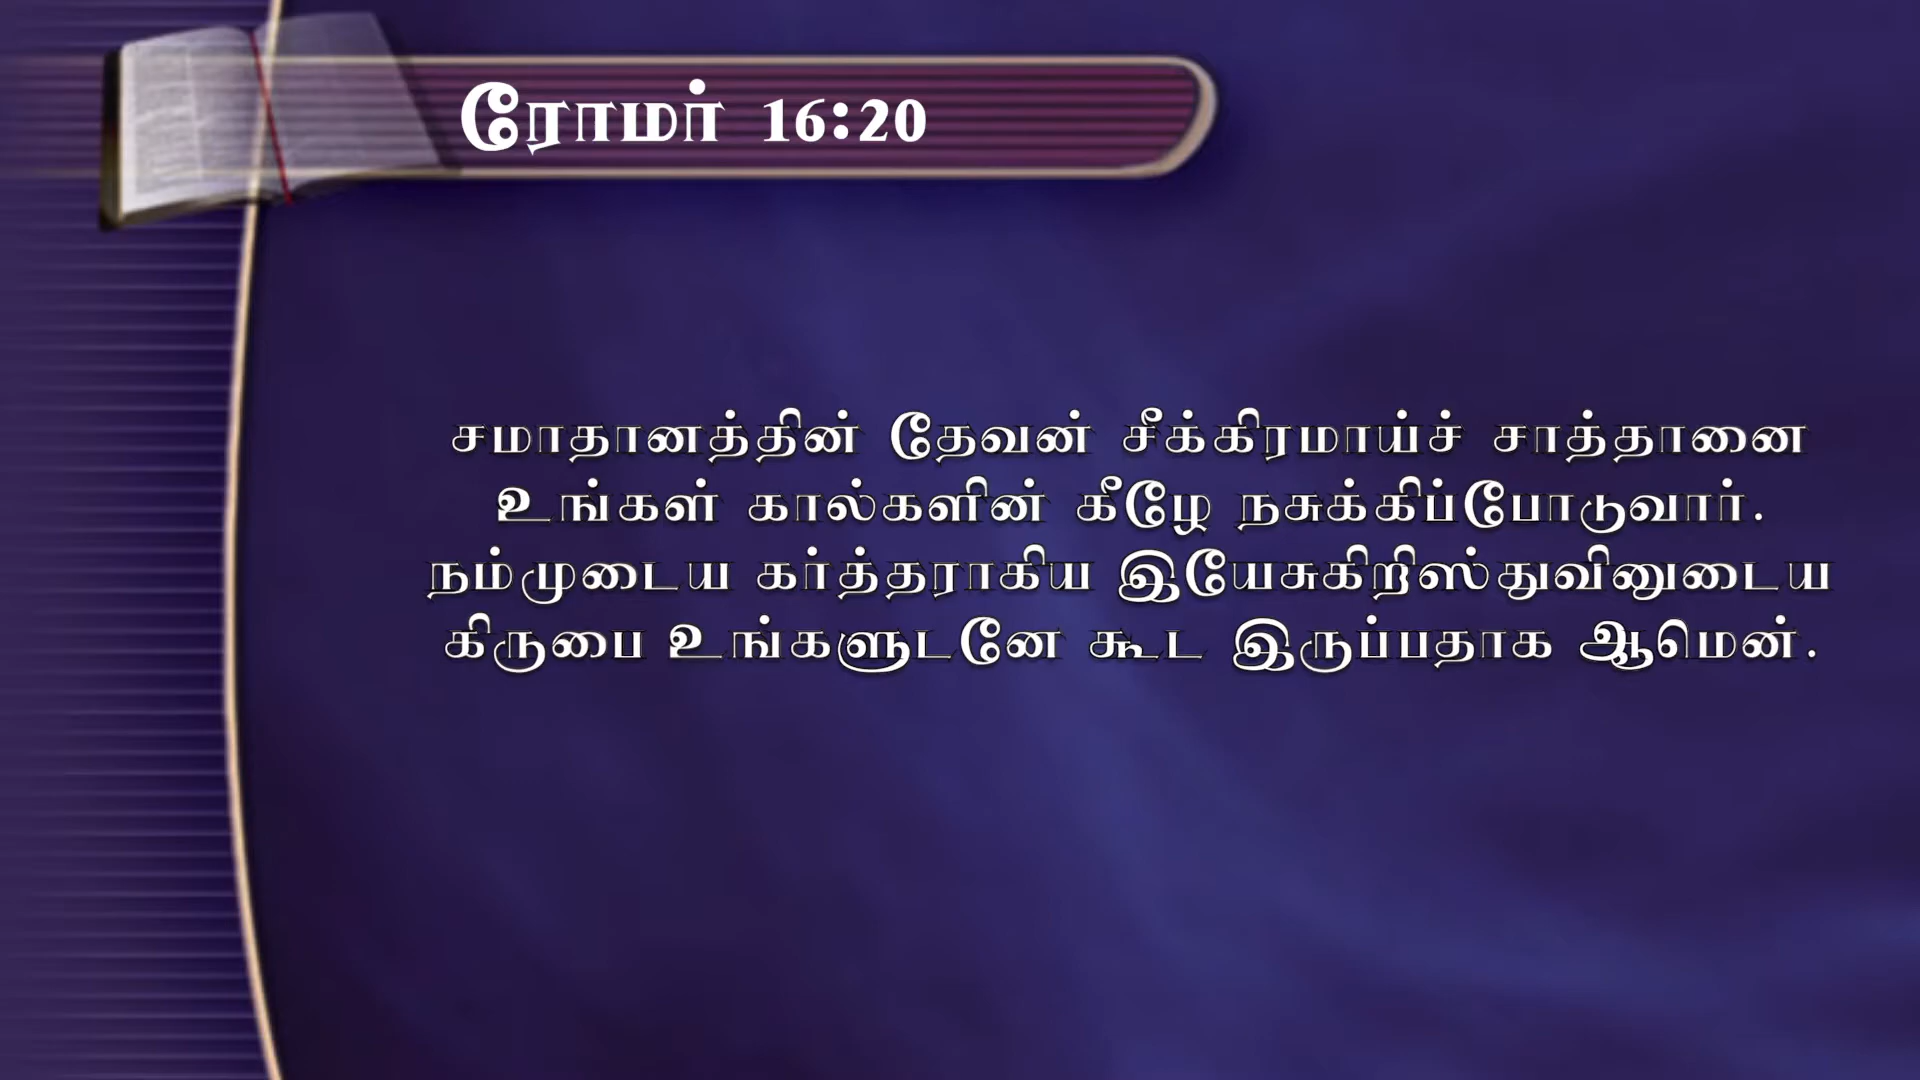 ரோமர் 16:20
சமாதானத்தின் தேவன் சீக்கிரமாய்ச் சாத்தானை
உங்கள் கால்களின் கீழே நசுக்கிப்போடுவார்.
நம்முடைய கர்த்தராகிய இயேசுகிறிஸ்துவினுடைய
கிருபை உங்களுடனே கூட இருப்பதாக ஆமென்.